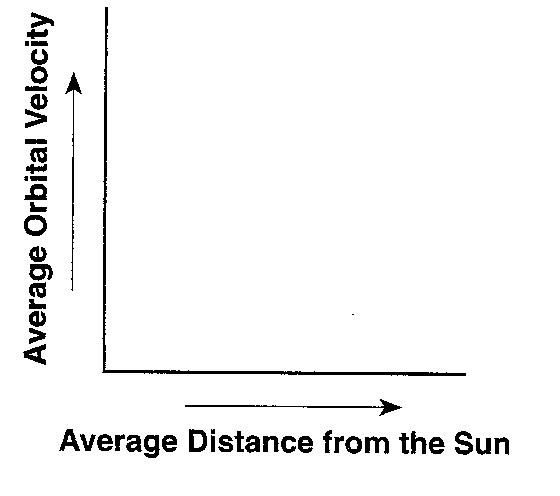 Average Orbital Velocity
Average Distance from the Sun